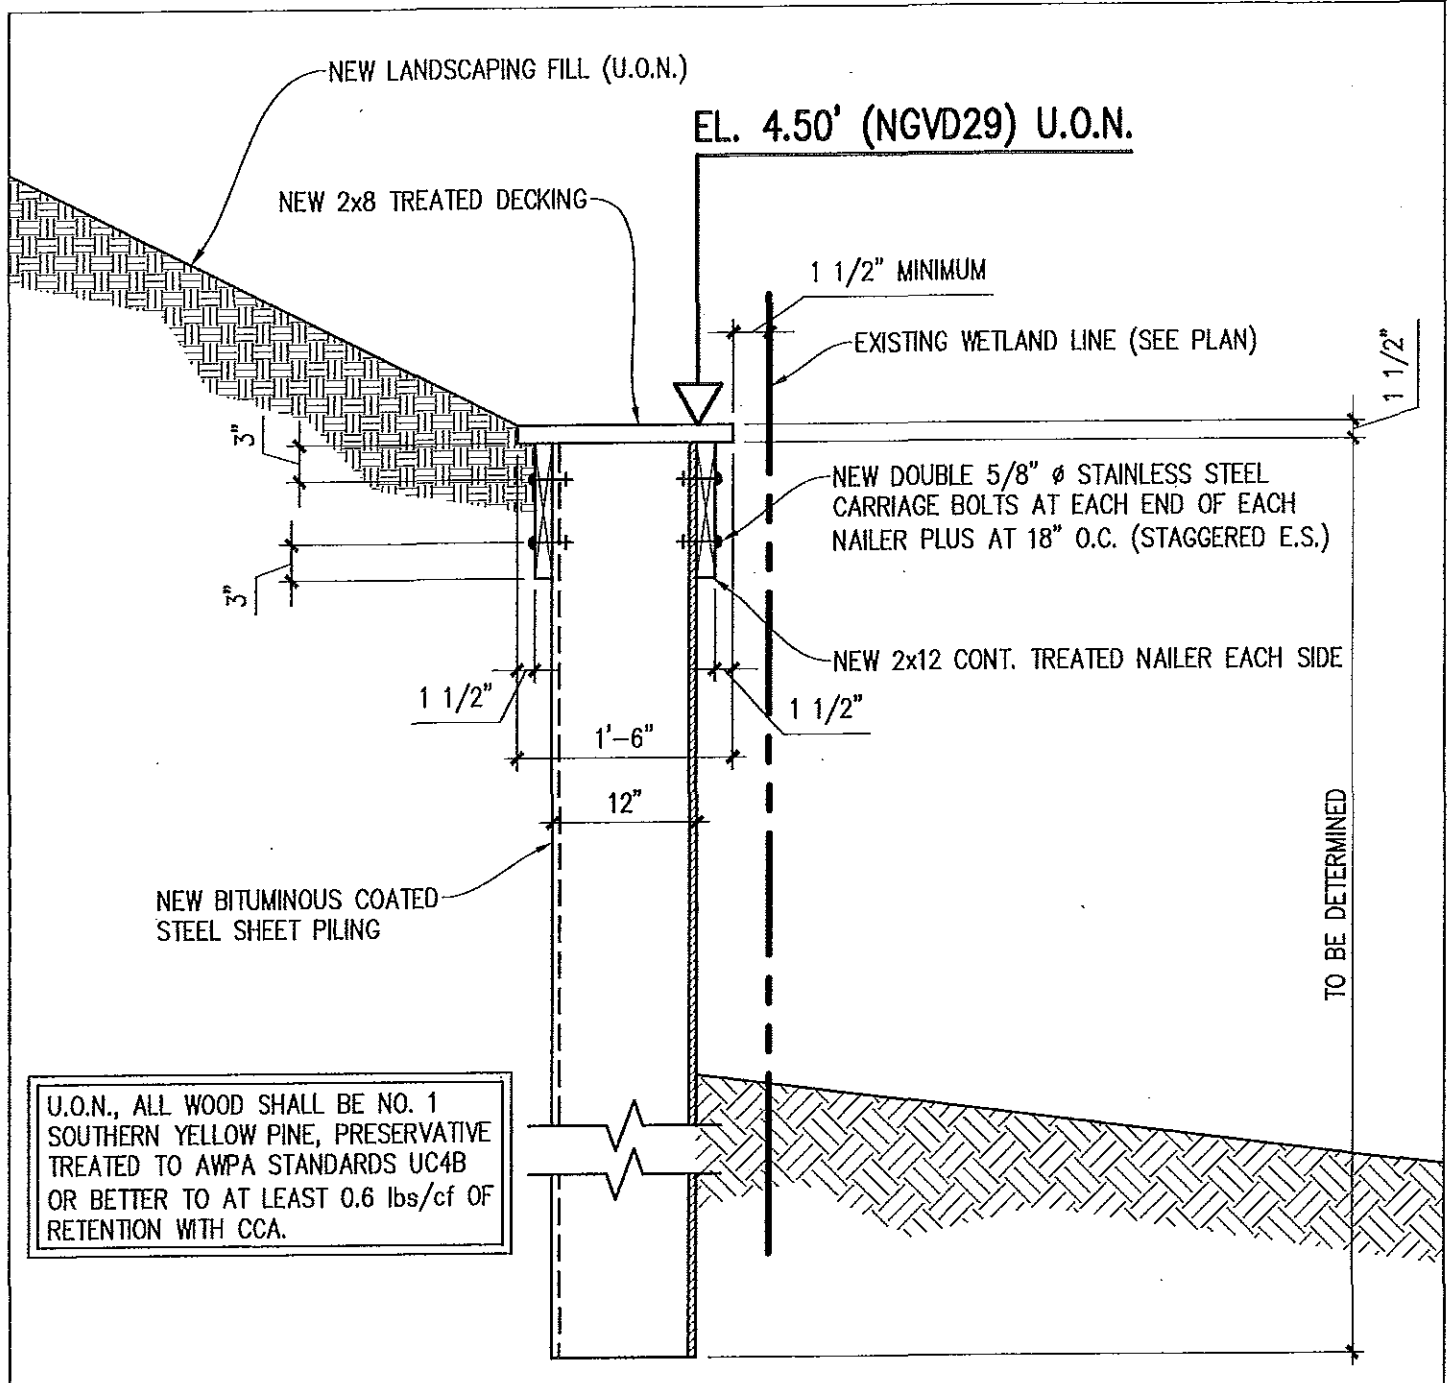 NEW LANDSCAPING FILL (U.O.N.)
EL. 4.50' (NGVD29) U.O.N.
NEW 2x8 TREATED DECKING
1 1/2" MINIMUM
EXISTING WETLAND LINE (SEE PLAN)
1 1/2"
3"
NEW DOUBLE 5/8" ø STAINLESS STEEL
CARRIAGE BOLTS AT EACH END OF EACH
NAILER PLUS AT 18" O.C. (STAGGERED E.S.)
3"
NEW 2x12 CONT. TREATED NAILER EACH SIDE
1 1/2"
1 1/2"
1'-6"
12"
TO BE DETERMINED
NEW BITUMINOUS COATED
STEEL SHEET PILING
U.O.N., ALL WOOD SHALL BE NO. 1
SOUTHERN YELLOW PINE, PRESERVATIVE
TREATED TO AWPA STANDARDS UC4B
OR BETTER TO AT LEAST 0.6 lbs/cf OF
RETENTION WITH CCA.